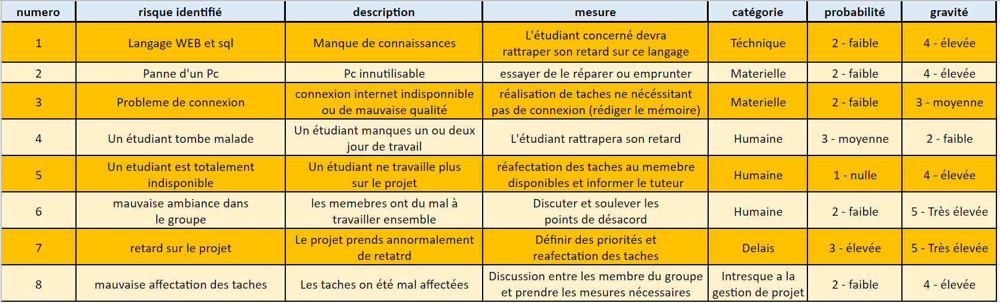 numero risque identifié description mesure catégorie probabilité gravité
1 Langage WEB et sql Manque de connaissances L'étudiant concerné devra
rattraper son retard sur ce langage Téchnique 2 - faible 4 - élevée
2 Panne d'un Pc Pc innutilisable essayer de le réparer ou emprunter Materielle 2 - faible 4 - élevée
3 Probleme de connexion connexion internet indisponnible
ou de mauvaise qualité réalisation de taches ne nécéssitant
pas de connexion (rédiger le mémoire) Materielle 2 - faible 3 - moyenne
4 Un étudiant tombe malade Un étudiant manques un ou deux
jour de travail L'étudiant rattrapera son retard Humaine 3 - moyenne 2 - faible
5 Un etudiant est totalement
indisponible Un étudiant ne travaille plus
sur le projet réafectation des taches au memebre
disponibles et informer le tuteur Humaine 1 - nulle 4 - élevée
6 mauvaise ambiance dans
le groupe les memebres ont du mal à
travailler ensemble Discuter et soulever les
points de désacord Humaine 2 - faible 5 - Très élevée
7 retard sur le projet Le projet prends annormalement
de retatrd Définir des priorités et
reafectation des taches Delais 3 - élevée 5 - Très élevée
8 mauvaise affectation des taches Les taches on été mal affectées Discussion entre les membre du groupe
et prendre les mesures nécessaires Intresque a la
gestion de projet 2 - faible 4 - élevée